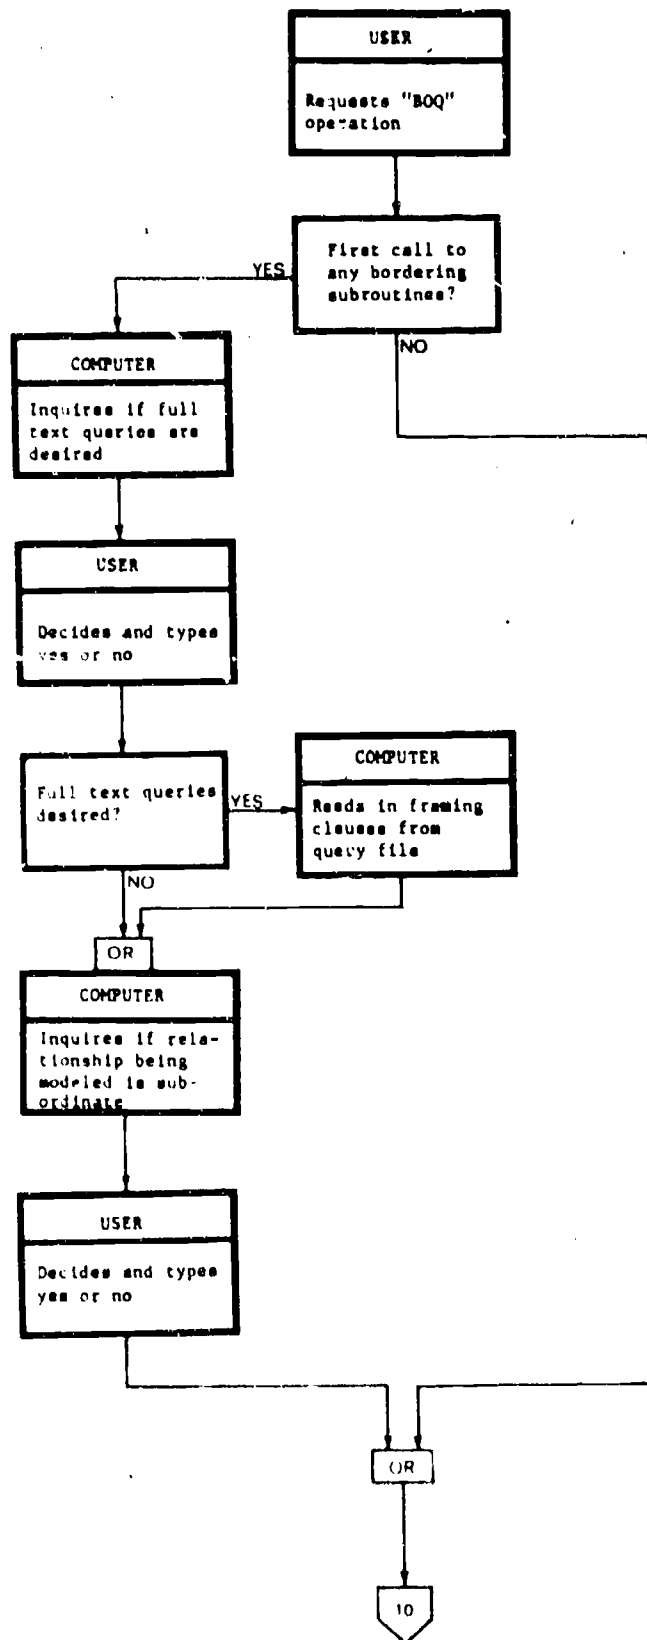 USER
Requests "BOQ"
operation
First call to
any bordering
subroutines?
YES
NO
COMPUTER
Inquires if full
text queries are
desired
USER
Decides and types
yes or no
Full text queries
desired?
YES
NO
COMPUTER
Reads in framing
clauses from
query file
OR
COMPUTER
Inquires if rela-
tionship being
modeled is sub-
ordinate
USER
Decides and types
yes or no
OR
10